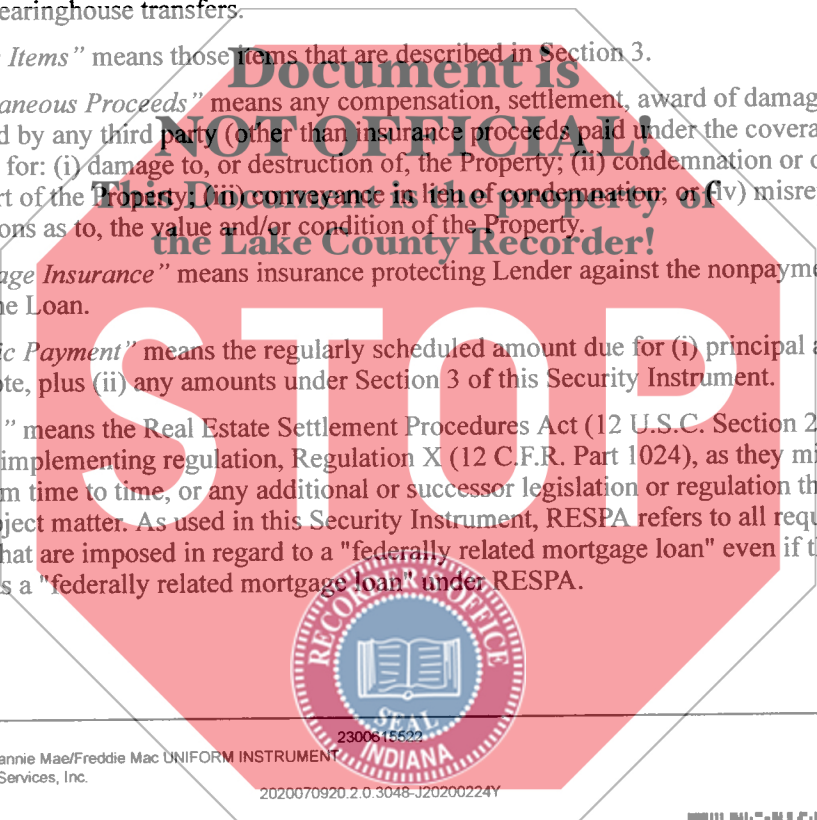 earinghouse transfers.
Items” means those items that are described in Section 3.
Document is
aneous Proceeds” means any compensation, settlement, award of damag
d by any third party (other than insurance proceeds paid under the covera
NOT OFFICIAL!
for: (i) damage to, or destruction of, the Property; (ii) condemnation or o
rt of the Property; (iii) conveyance in lieu of condemnation; or (iv) misre
This Document is the property of
ons as to, the value and/or condition of the Property.
the Lake County Recorder!
age Insurance” means insurance protecting Lender against the nonpayme
ne Loan.
STOP
ic Payment” means the regularly scheduled amount due for (i) principal a
ote, plus (ii) any amounts under Section 3 of this Security Instrument.
” means the Real Estate Settlement Procedures Act (12 U.S.C. Section 2
implementing regulation, Regulation X (12 C.F.R. Part 1024), as they mi
m time to time, or any additional or successor legislation or regulation th
bject matter. As used in this Security Instrument, RESPA refers to all requ
hat are imposed in regard to a "federally related mortgage loan" even if t
s a "federally related mortgage loan" under RESPA.
RECORDER'S OFFICE
SEAL
INDIANA
2300615522
annie Mae/Freddie Mac UNIFORM INSTRUMENT
Services, Inc.
2020070920.2.0.3048-J20200224Y